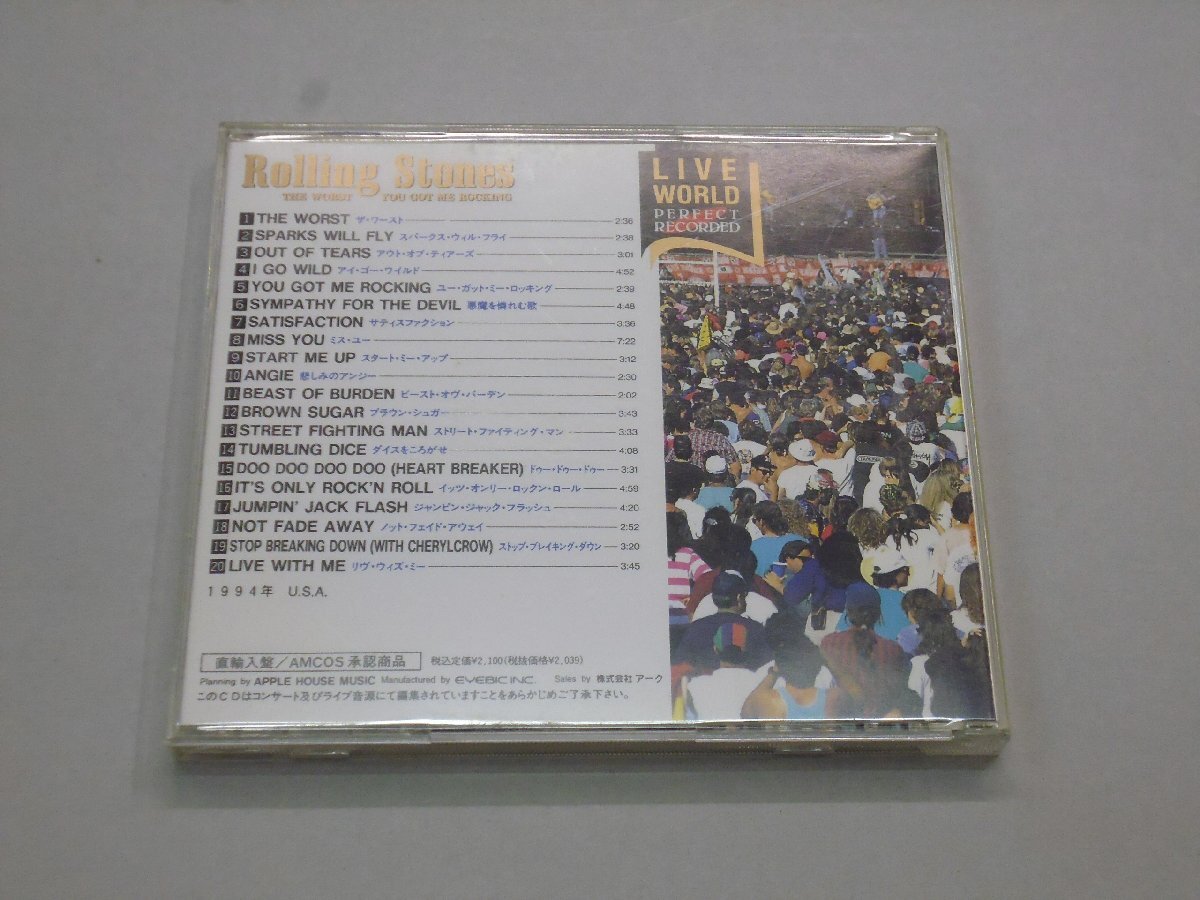 Rolling Stones
THE WORST YOU GOT ME ROCKING
1 THE WORST ザ・ワースト 2:36
2 SPARKS WILL FLY スパークス・ウィル・フライ 2:38
3 OUT OF TEARS アウト・オブ・ティアーズ 3:01
4 I GO WILD アイ・ゴー・ワイルド 4:52
5 YOU GOT ME ROCKING ユー・ガット・ミー・ロッキング 2:39
6 SYMPATHY FOR THE DEVIL 悪魔を憐れむ歌 4:48
7 SATISFACTION サティスファクション 3:36
8 MISS YOU ミス・ユー 7:22
9 START ME UP スタート・ミー・アップ 3:12
10 ANGIE 悲しみのアンジー 2:30
11 BEAST OF BURDEN ビースト・オヴ・バーデン 2:02
12 BROWN SUGAR ブラウン・シュガー 3:43
13 STREET FIGHTING MAN ストリート・ファイティング・マン 3:33
14 TUMBLING DICE ダイスをころがせ 4:08
15 DOO DOO DOO DOO (HEART BREAKER) ドゥー・ドゥー・ドゥー 3:31
16 IT'S ONLY ROCK'N ROLL イッツ・オンリー・ロックン・ロール 4:59
17 JUMPIN' JACK FLASH ジャンピン・ジャック・フラッシュ 4:20
18 NOT FADE AWAY ノット・フェイド・アウェイ 2:52
19 STOP BREAKING DOWN (WITH CHERYLCROW) ストップ・ブレイキング・ダウン 3:20
20 LIVE WITH ME リヴ・ウィズ・ミー 3:45
1994年 U.S.A.
直輸入盤/AMCOS承認商品 税込定価¥2,100(税抜価格¥2,039)
Planning by APPLE HOUSE MUSIC Manufactured by EYEBIC INC. Sales by 株式会社 アーク
このCDはコンサート及びライブ音源にて編集されていますことをあらかじめご了承下さい。
LIVE
WORLD
PERFECT
RECORDED